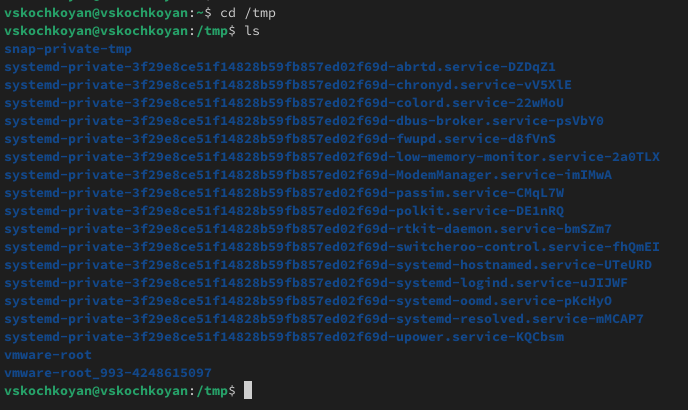 vskochkoyan@vskochkoyan:~$ cd /tmp
vskochkoyan@vskochkoyan:/tmp$ ls
snap-private-tmp
systemd-private-3f29e8ce51f14828b59fb857ed02f69d-abrtd.service-DZDqZ1
systemd-private-3f29e8ce51f14828b59fb857ed02f69d-chronyd.service-vV5XlE
systemd-private-3f29e8ce51f14828b59fb857ed02f69d-colord.service-22wMoU
systemd-private-3f29e8ce51f14828b59fb857ed02f69d-dbus-broker.service-psVbY0
systemd-private-3f29e8ce51f14828b59fb857ed02f69d-fwupd.service-d8fVnS
systemd-private-3f29e8ce51f14828b59fb857ed02f69d-low-memory-monitor.service-2a0TLX
systemd-private-3f29e8ce51f14828b59fb857ed02f69d-ModemManager.service-imIMwA
systemd-private-3f29e8ce51f14828b59fb857ed02f69d-passim.service-CMqL7W
systemd-private-3f29e8ce51f14828b59fb857ed02f69d-polkit.service-DE1nRQ
systemd-private-3f29e8ce51f14828b59fb857ed02f69d-rtkit-daemon.service-bmSZm7
systemd-private-3f29e8ce51f14828b59fb857ed02f69d-switcheroo-control.service-fhQmEI
systemd-private-3f29e8ce51f14828b59fb857ed02f69d-systemd-hostnamed.service-UTeURD
systemd-private-3f29e8ce51f14828b59fb857ed02f69d-systemd-logind.service-uJIJWF
systemd-private-3f29e8ce51f14828b59fb857ed02f69d-systemd-oomd.service-pKcHyO
systemd-private-3f29e8ce51f14828b59fb857ed02f69d-systemd-resolved.service-mMCAP7
systemd-private-3f29e8ce51f14828b59fb857ed02f69d-upower.service-KQCbsm
vmware-root
vmware-root_993-4248615097
vskochkoyan@vskochkoyan:/tmp$